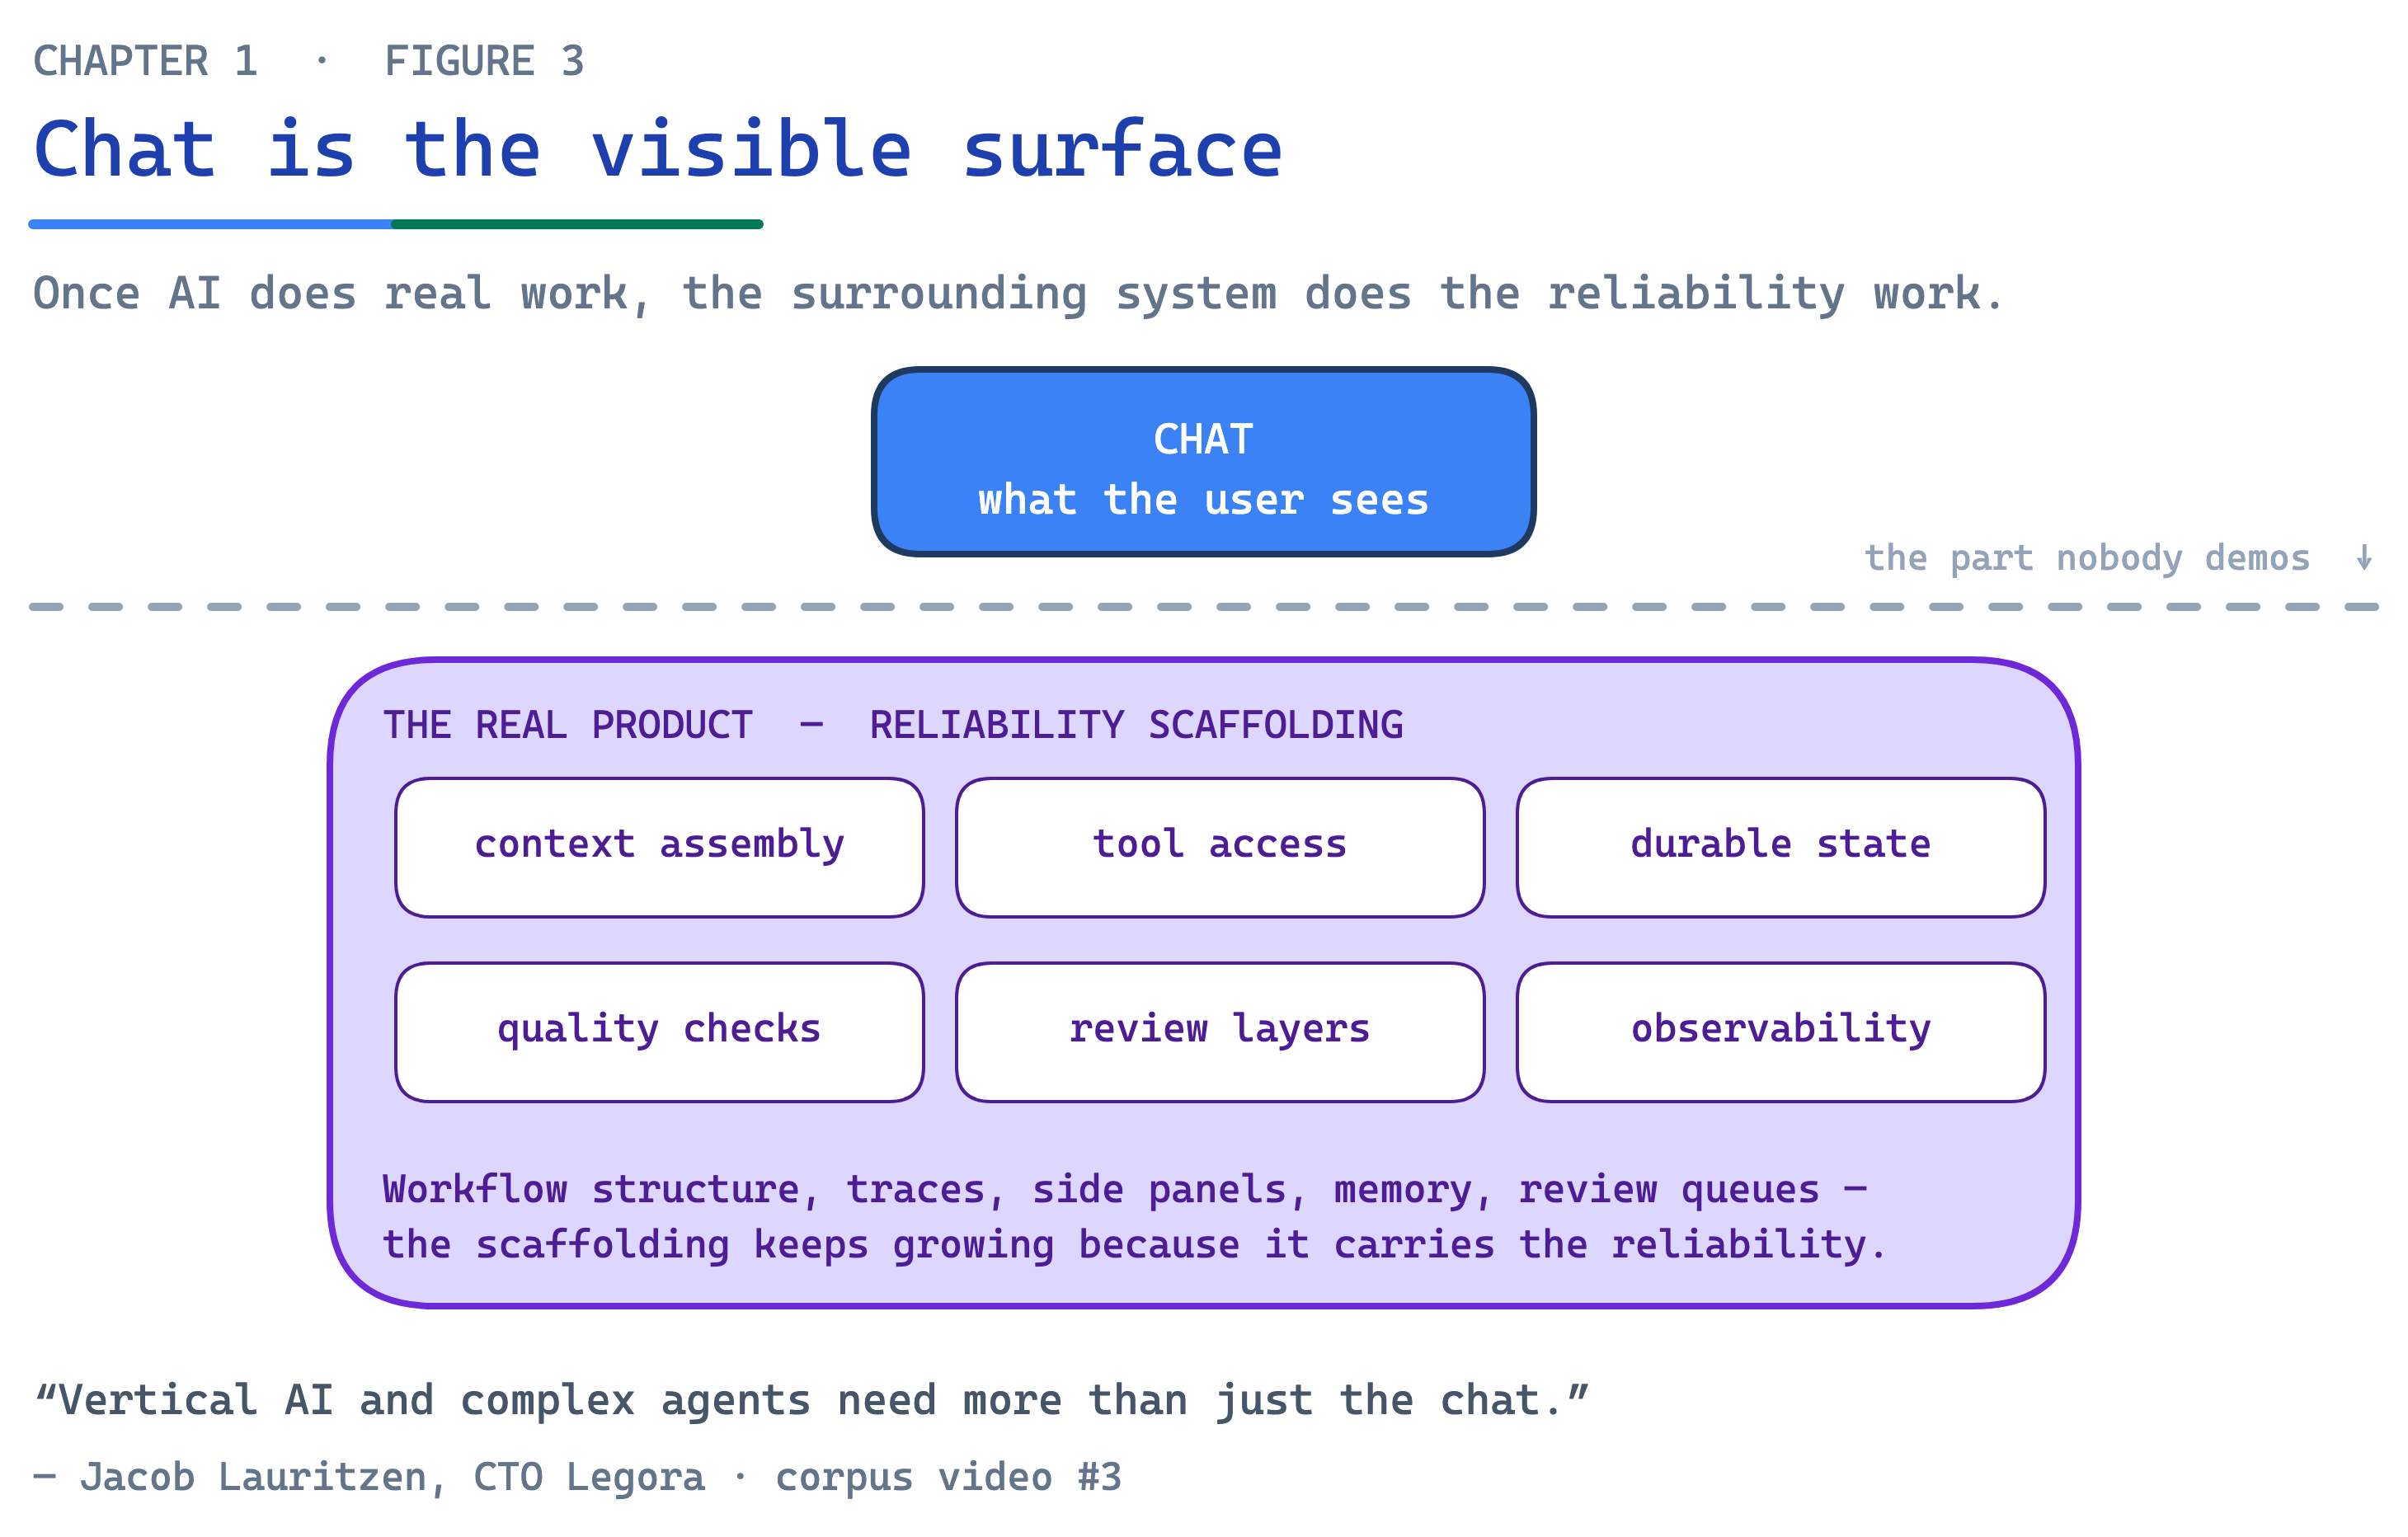 CHAPTER 1 · FIGURE 3
Chat is the visible surface
Once AI does real work, the surrounding system does the reliability work.
CHAT
what the user sees
the part nobody demos ↓
THE REAL PRODUCT — RELIABILITY SCAFFOLDING
context assembly
tool access
durable state
quality checks
review layers
observability
Workflow structure, traces, side panels, memory, review queues —
the scaffolding keeps growing because it carries the reliability.
“Vertical AI and complex agents need more than just the chat.”
— Jacob Lauritzen, CTO Legora · corpus video #3